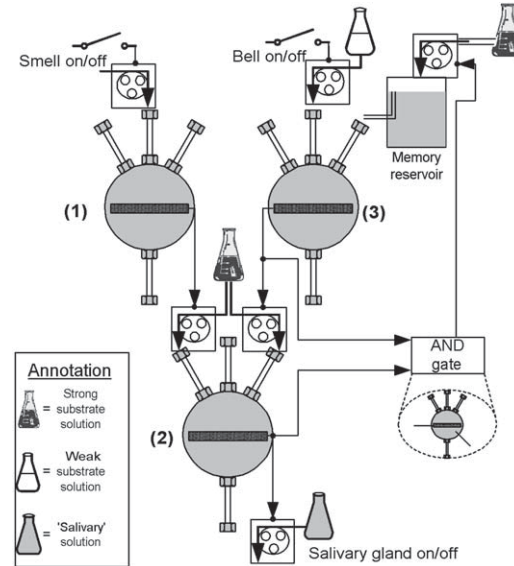 Smell on/off
Bell on/off
Memory
reservoir
(1)
(3)
AND
gate
(2)
Annotation
= Strong
substrate
solution
= Weak
substrate
solution
= 'Salivary'
solution
Salivary gland on/off